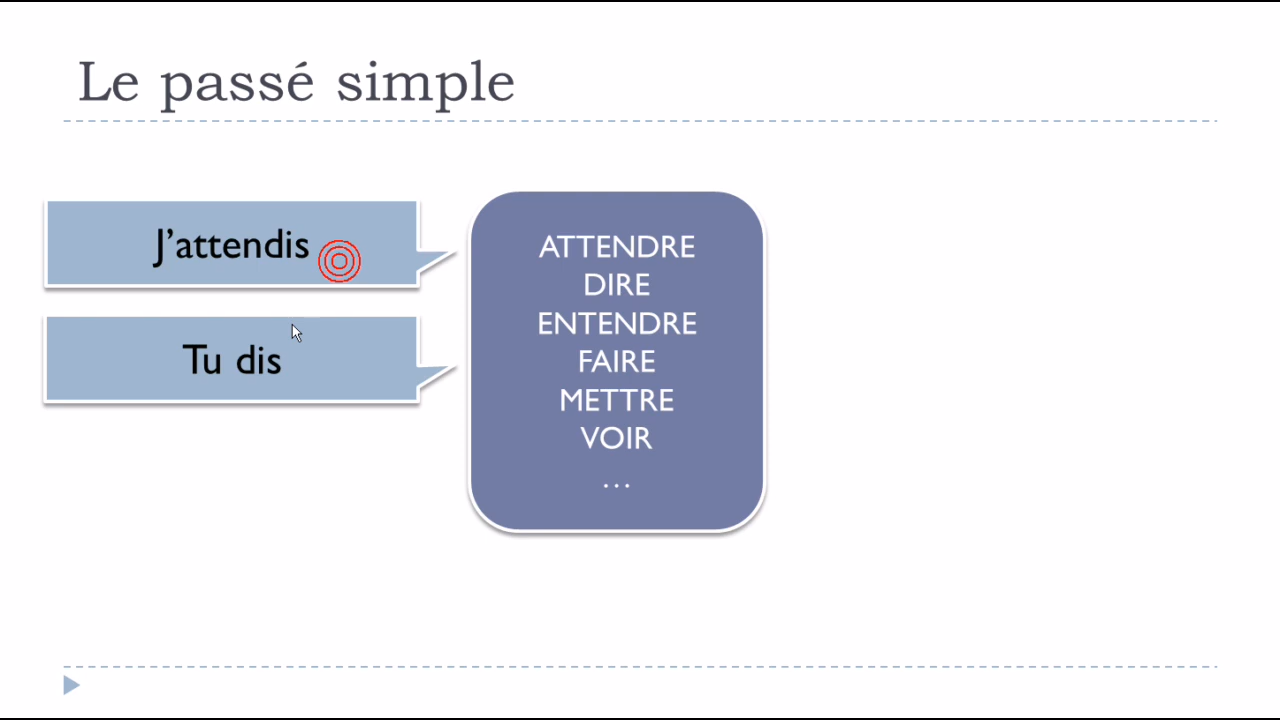 Le passé simple
J’attendis
Tu dis
ATTENDRE
DIRE
ENTENDRE
FAIRE
METTRE
VOIR
…